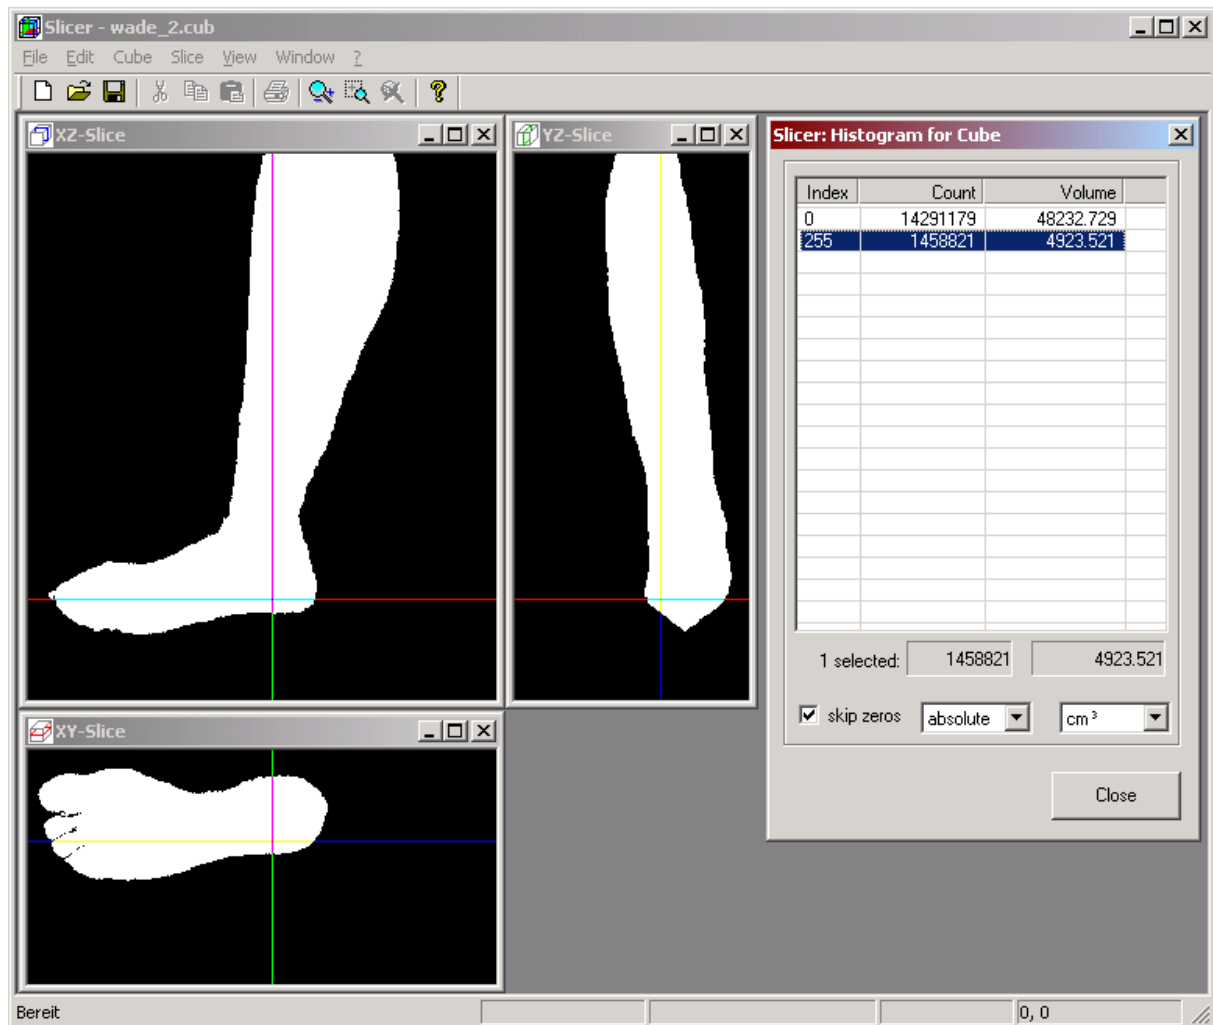 Slicer - wade_2.cub
File Edit Cube Slice View Window ?
XZ-Slice
YZ-Slice
Slicer: Histogram for Cube
Index Count Volume
0 14291179 48232.729
255 1458821 4923.521
1 selected: 1458821 4923.521
skip zeros absolute cm³
Close
XY-Slice
Bereit 0, 0